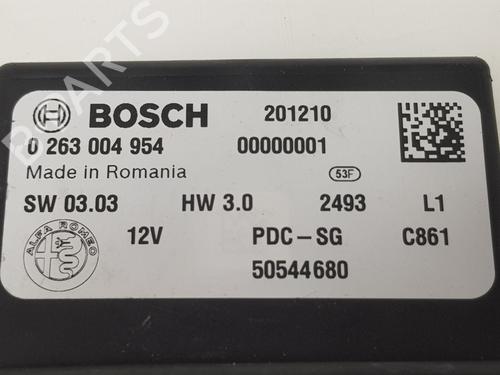 BOSCH 201210
0 263 004 954 00000001
Made in Romania 53F
SW 03.03 HW 3.0 2493 L1
ALFA ROMEO 12V PDC-SG C861
50544680